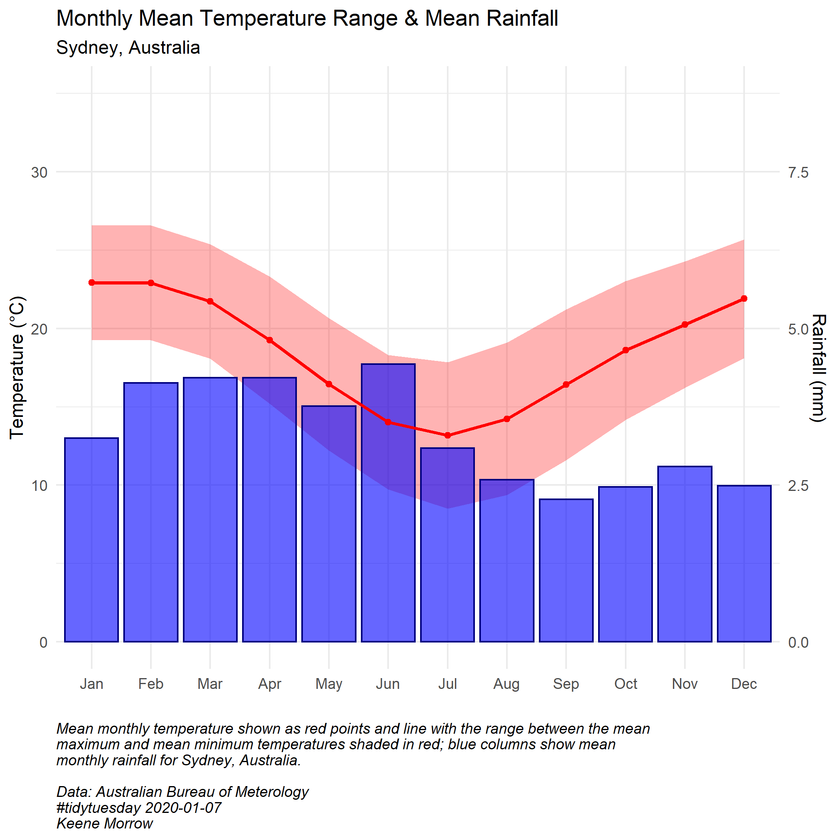 Monthly Mean Temperature Range & Mean Rainfall
Sydney, Australia
Temperature (°C)
30
20
10
0
7.5
5.0
2.5
0.0
Rainfall (mm)
Jan Feb Mar Apr May Jun Jul Aug Sep Oct Nov Dec
Mean monthly temperature shown as red points and line with the range between the mean
maximum and mean minimum temperatures shaded in red; blue columns show mean
monthly rainfall for Sydney, Australia.
Data: Australian Bureau of Meterology
#tidytuesday 2020-01-07
Keene Morrow